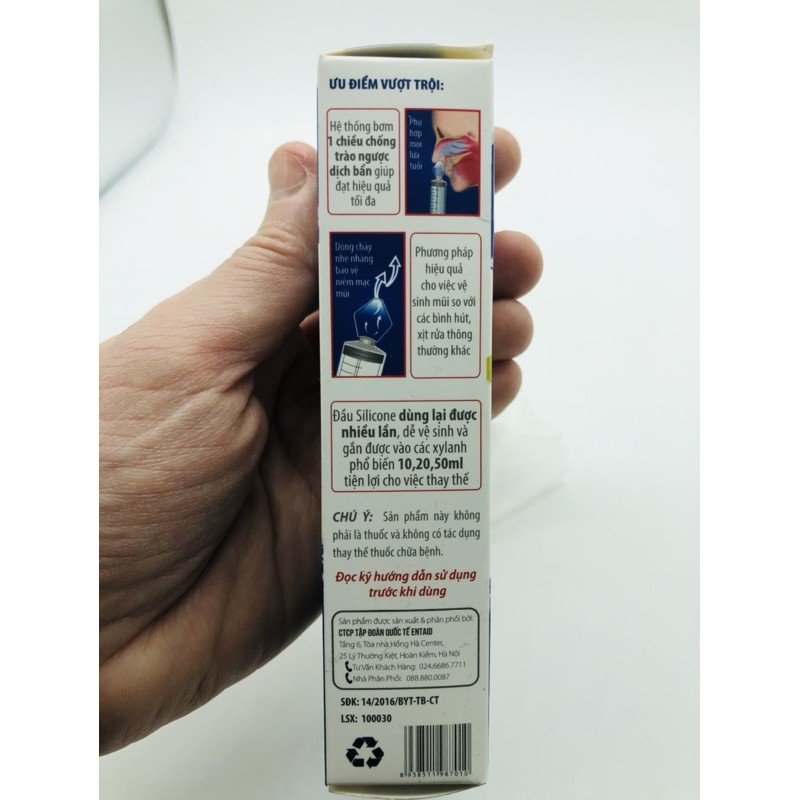 ƯU ĐIỂM VƯỢT TRỘI:
Hệ thống bơm
1 chiều chống
trào ngược
dịch bẩn giúp
đạt hiệu quả
tối đa
Phù
hợp
mọi
lứa
tuổi
Dòng chảy
nhẹ nhàng
bảo vệ
niêm mạc
mũi
Phương pháp
hiệu quả
cho việc vệ
sinh mũi so với
các bình hút,
xịt rửa thông
thường khác
Đầu Silicone dùng lại được
nhiều lần, dễ vệ sinh và
gắn được vào các xylanh
phổ biến 10,20,50ml
tiện lợi cho việc thay thế
CHÚ Ý: Sản phẩm này không
phải là thuốc và không có tác dụng
thay thế thuốc chữa bệnh.
Đọc kỹ hướng dẫn sử dụng
trước khi dùng
Sản phẩm được sản xuất & phân phối bởi:
CTCP TẬP ĐOÀN QUỐC TẾ ENTAID
Tầng 6, Tòa nhà Hồng Hà Center,
25 Lý Thường Kiệt, Hoàn Kiếm, Hà Nội
Tư Vấn Khách Hàng: 024.6686.7711
Nhà Phân Phối: 088.880.0087
SĐK: 14/2016/BYT-TB-CT
LSX: 100030
8 938511 987010